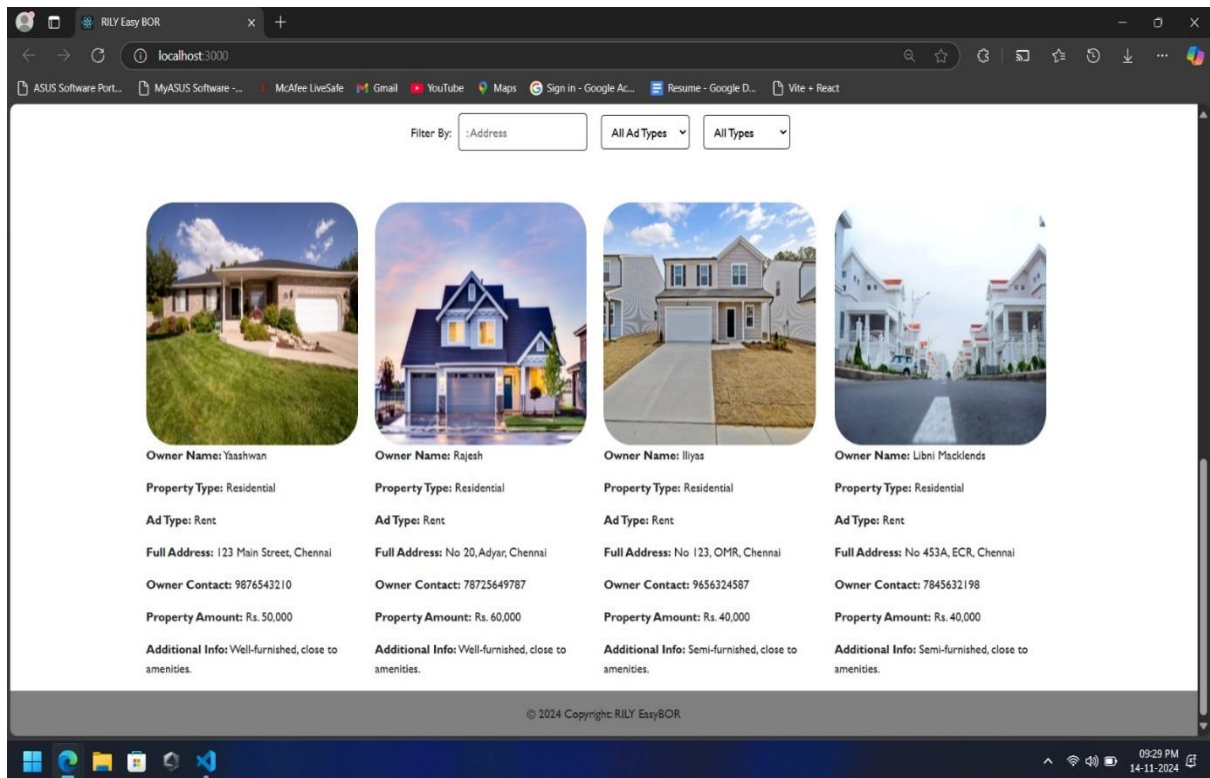 RILY Easy BOR
localhost:3000
ASUS Software Port... MyASUS Software -... McAfee LiveSafe Gmail YouTube Maps Sign in - Google Ac... Resume - Google D... Vite + React
Filter By: :Address All Ad Types All Types
Owner Name: Yaashwan
Property Type: Residential
Ad Type: Rent
Full Address: 123 Main Street, Chennai
Owner Contact: 9876543210
Property Amount: Rs. 50,000
Additional Info: Well-furnished, close to
amenities.
Owner Name: Rajesh
Property Type: Residential
Ad Type: Rent
Full Address: No 20, Adyar, Chennai
Owner Contact: 78725649787
Property Amount: Rs. 60,000
Additional Info: Well-furnished, close to
amenities.
Owner Name: Iliyas
Property Type: Residential
Ad Type: Rent
Full Address: No 123, OMR, Chennai
Owner Contact: 9656324587
Property Amount: Rs. 40,000
Additional Info: Semi-furnished, close to
amenities.
Owner Name: Libni Macklends
Property Type: Residential
Ad Type: Rent
Full Address: No 453A, ECR, Chennai
Owner Contact: 7845632198
Property Amount: Rs. 40,000
Additional Info: Semi-furnished, close to
amenities.
© 2024 Copyright: RILY EasyBOR
09:29 PM
14-11-2024